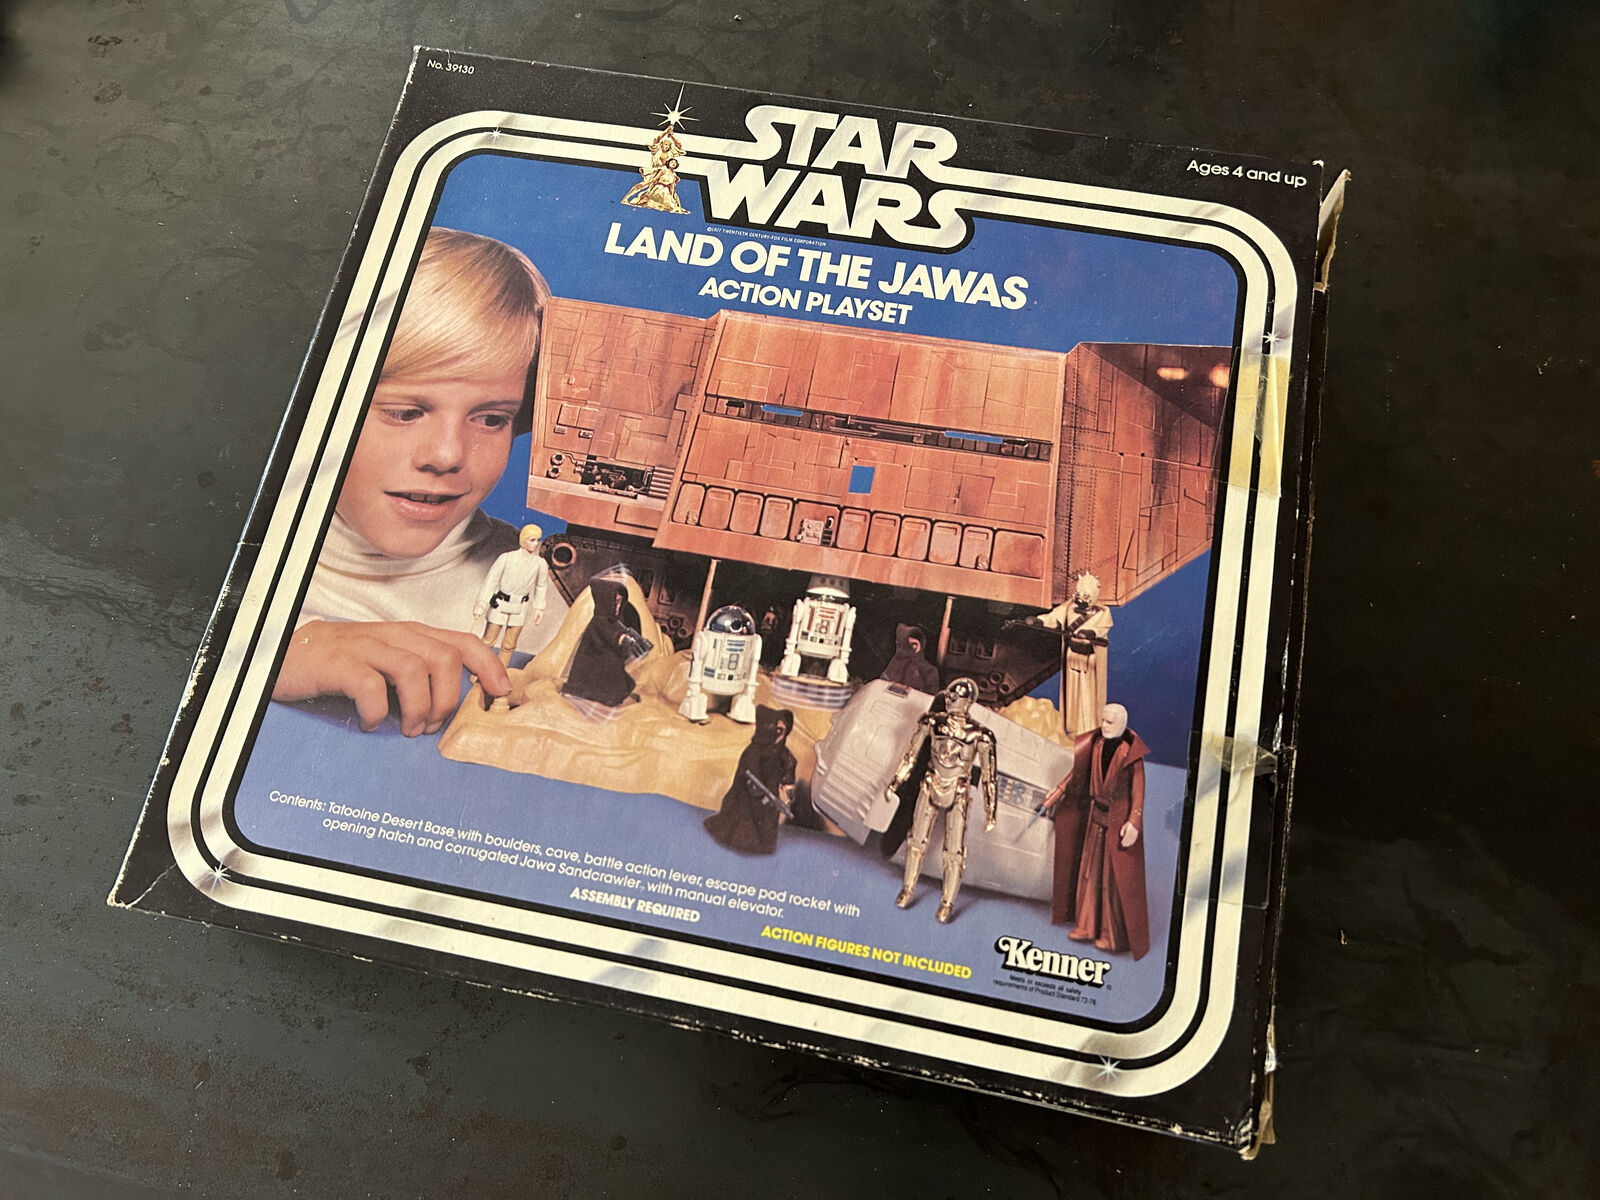 No. 39130
STAR
WARS
Ages 4 and up
©1977 TWENTIETH CENTURY-FOX FILM CORPORATION
LAND OF THE JAWAS
ACTION PLAYSET
Contents: Tatooine Desert Base with boulders, cave, battle action lever, escape pod rocket with
opening hatch and corrugated Jawa Sandcrawler, with manual elevator.
ASSEMBLY REQUIRED
ACTION FIGURES NOT INCLUDED
Kenner®
Meets or exceeds all safety
requirements of Product Standard 72-76